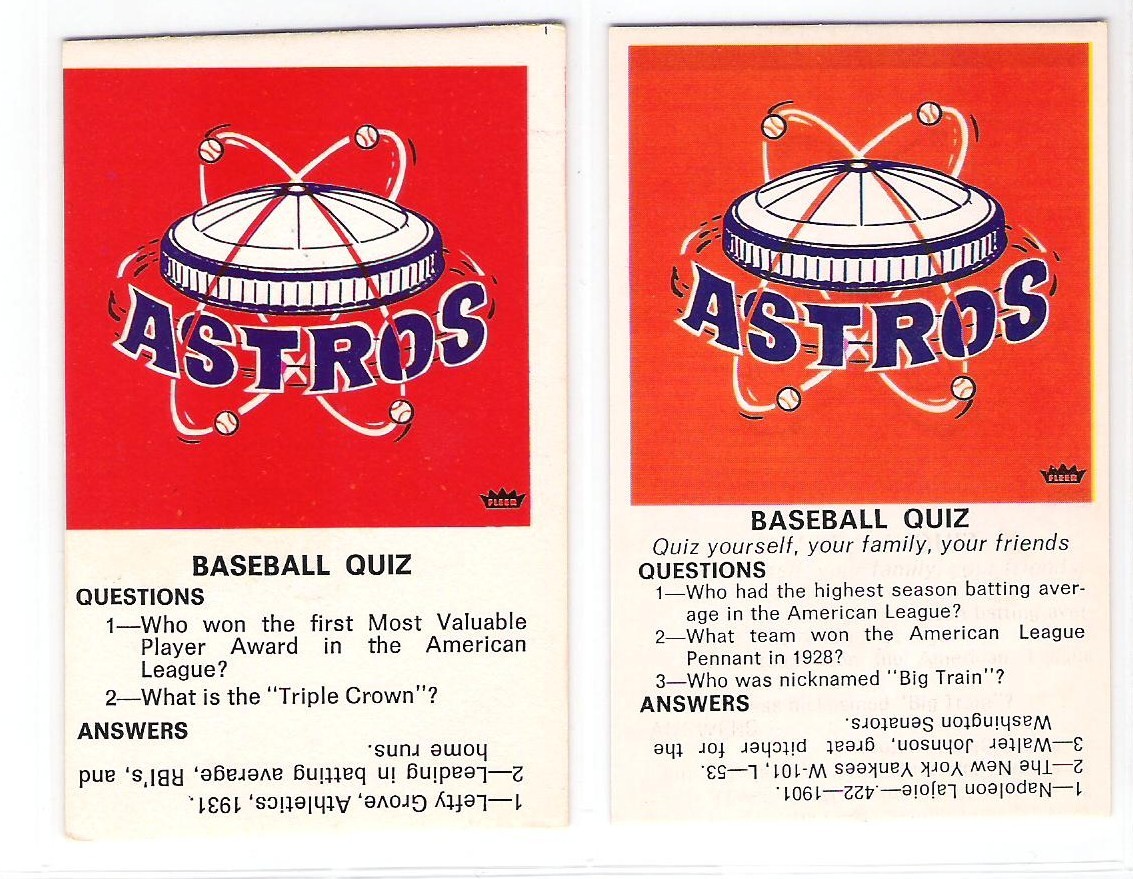 ASTROS
FLEER
BASEBALL QUIZ
QUESTIONS
1—Who won the first Most Valuable
Player Award in the American
League?
2—What is the "Triple Crown"?
ANSWERS
1—Lefty Grove, Athletics, 1931.
2—Leading in batting average, RBI's, and
home runs.
ASTROS
FLEER
BASEBALL QUIZ
Quiz yourself, your family, your friends
QUESTIONS
1—Who had the highest season batting aver-
age in the American League?
2—What team won the American League
Pennant in 1928?
3—Who was nicknamed "Big Train"?
ANSWERS
1—Napoleon Lajoie—.422—1901.
2—The New York Yankees W-101, L—53.
3—Walter Johnson, great pitcher for the
Washington Senators.